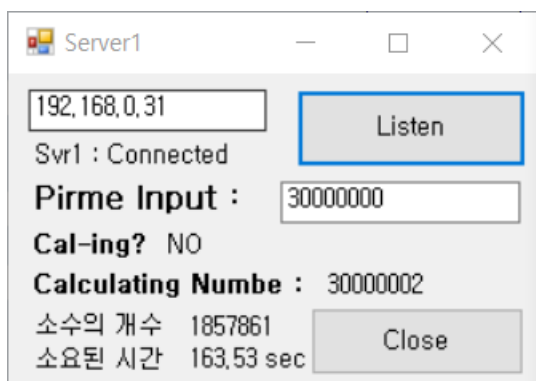 Server1
192,168,0,31
Listen
Svr1 : Connected
Pirme Input : 30000000
Cal-ing? NO
Calculating Numbe : 30000002
소수의 개수 1857861
소요된 시간 163,53 sec
Close